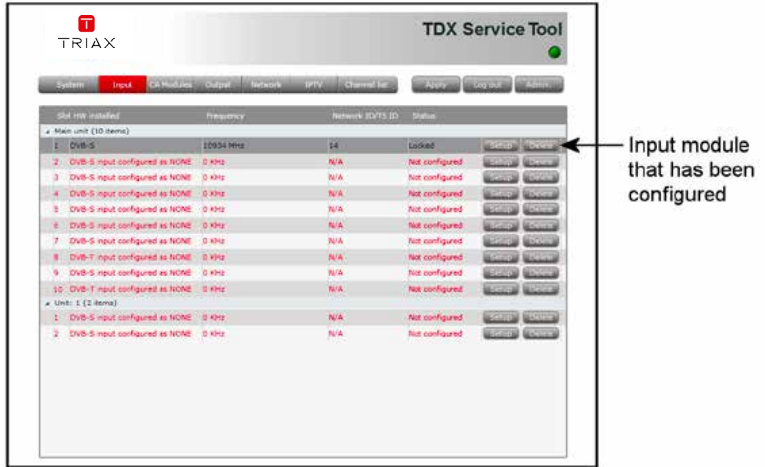 TRIAX
TDX Service Tool
System Input CA Modules Output Network IPTV Channel list Apply Log out Admin.
Slot HW installed Frequency Network ID/TS ID Status
Main unit (10 items)
1 DVB-S 10934 MHz 14 Locked Setup Delete
2 DVB-S input configured as NONE 0 KHz N/A Not configured Setup Delete
3 DVB-S input configured as NONE 0 KHz N/A Not configured Setup Delete
4 DVB-S input configured as NONE 0 KHz N/A Not configured Setup Delete
5 DVB-S input configured as NONE 0 KHz N/A Not configured Setup Delete
6 DVB-S input configured as NONE 0 KHz N/A Not configured Setup Delete
7 DVB-S input configured as NONE 0 KHz N/A Not configured Setup Delete
8 DVB-T input configured as NONE 0 KHz N/A Not configured Setup Delete
9 DVB-S input configured as NONE 0 KHz N/A Not configured Setup Delete
10 DVB-T input configured as NONE 0 KHz N/A Not configured Setup Delete
Unit: 1 (2 items)
1 DVB-S input configured as NONE 0 KHz N/A Not configured Setup Delete
2 DVB-S input configured as NONE 0 KHz N/A Not configured Setup Delete
Input module
that has been
configured